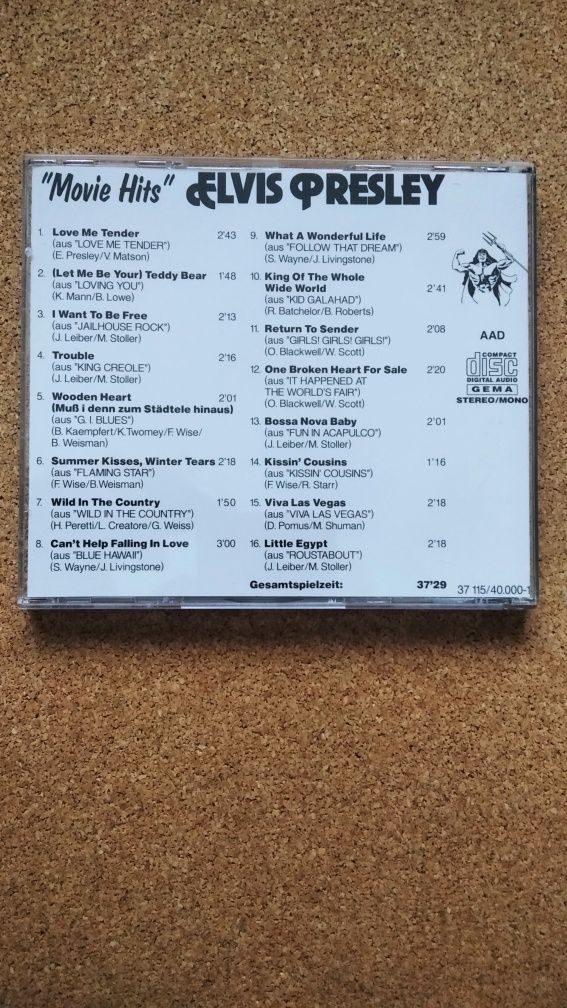 "Movie Hits" ELVIS PRESLEY
1. Love Me Tender 2'43
(aus "LOVE ME TENDER")
(E. Presley/V. Matson)
2. (Let Me Be Your) Teddy Bear 1'48
(aus "LOVING YOU")
(K. Mann/B. Lowe)
3. I Want To Be Free 2'13
(aus "JAILHOUSE ROCK")
(J. Leiber/M. Stoller)
4. Trouble 2'16
(aus "KING CREOLE")
(J. Leiber/M. Stoller)
5. Wooden Heart 2'01
(Muß i denn zum Städtele hinaus)
(aus "G. I. BLUES")
(B. Kaempfert/K.Twomey/F. Wise/
B. Weisman)
6. Summer Kisses, Winter Tears 2'18
(aus "FLAMING STAR")
(F. Wise/B.Weisman)
7. Wild In The Country 1'50
(aus "WILD IN THE COUNTRY")
(H. Peretti/L. Creatore/G. Weiss)
8. Can't Help Falling In Love 3'00
(aus "BLUE HAWAII")
(S. Wayne/J. Livingstone)
9. What A Wonderful Life 2'59
(aus "FOLLOW THAT DREAM")
(S. Wayne/J. Livingstone)
10. King Of The Whole
Wide World 2'41
(aus "KID GALAHAD")
(R. Batchelor/B. Roberts)
11. Return To Sender 2'08
(aus "GIRLS! GIRLS! GIRLS!")
(O. Blackwell/W. Scott)
12. One Broken Heart For Sale 2'20
(aus "IT HAPPENED AT
THE WORLD'S FAIR")
(O. Blackwell/W. Scott)
13. Bossa Nova Baby 2'01
(aus "FUN IN ACAPULCO")
(J. Leiber/M. Stoller)
14. Kissin' Cousins 1'16
(aus "KISSIN' COUSINS")
(F. Wise/R. Starr)
15. Viva Las Vegas 2'18
(aus "VIVA LAS VEGAS")
(D. Pomus/M. Shuman)
16. Little Egypt 2'18
(aus "ROUSTABOUT")
(J. Leiber/M. Stoller)
Gesamtspielzeit: 37'29
AAD
COMPACT
disc
DIGITAL AUDIO
GEMA
STEREO/MONO
37 115/40.000-1